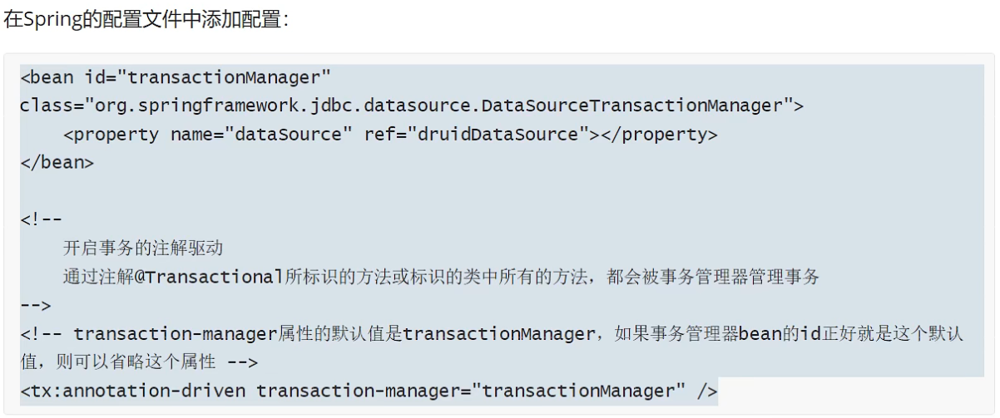 在Spring的配置文件中添加配置：
<bean id="transactionManager"
class="org.springframework.jdbc.datasource.DataSourceTransactionManager">
    <property name="dataSource" ref="druidDataSource"></property>
</bean>

<!--
    开启事务的注解驱动
    通过注解@Transactional所标识的方法或标识的类中所有的方法，都会被事务管理器管理事务
-->
<!-- transaction-manager属性的默认值是transactionManager，如果事务管理器bean的id正好就是这个默认
值，则可以省略这个属性 -->
<tx:annotation-driven transaction-manager="transactionManager" />